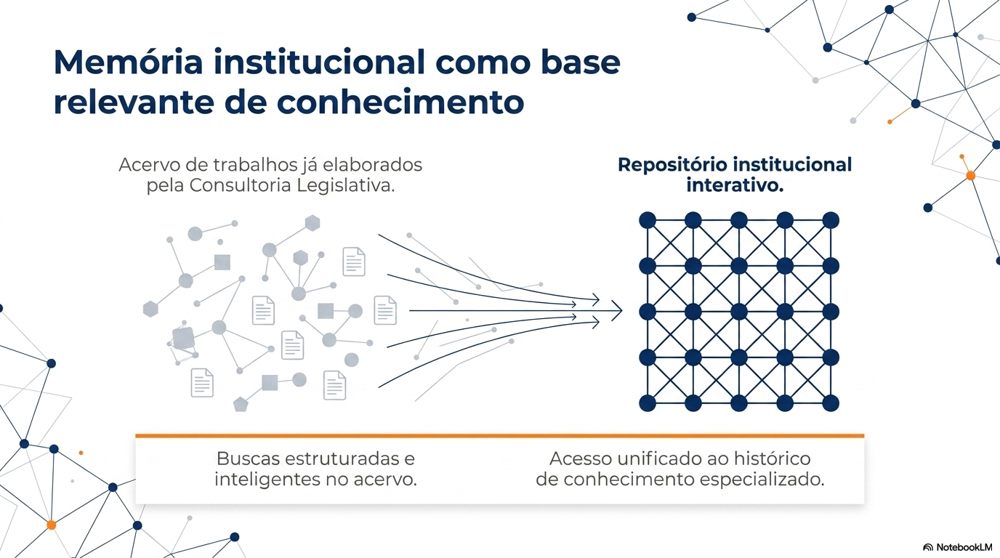 Memória institucional como base
relevante de conhecimento
Acervo de trabalhos já elaborados
pela Consultoria Legislativa.
Repositório institucional
interativo.
Buscas estruturadas e
inteligentes no acervo.
Acesso unificado ao histórico
de conhecimento especializado.
NotebookLM